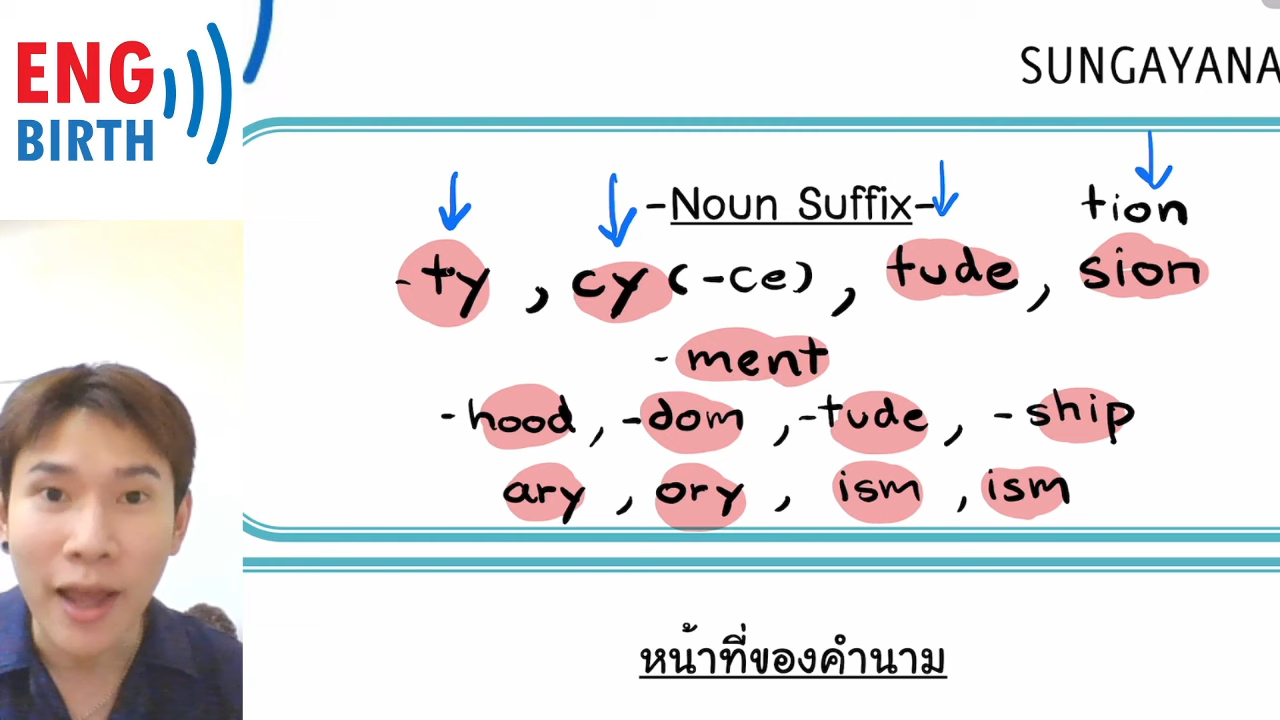 ENG
BIRTH
SUNGAYANA
-Noun Suffix-
tion
-ty , cy (-ce) , tude , sion
-ment
-hood , -dom , -tude , -ship
ary , ory , ism , ism
หน้าที่ของคำนาม